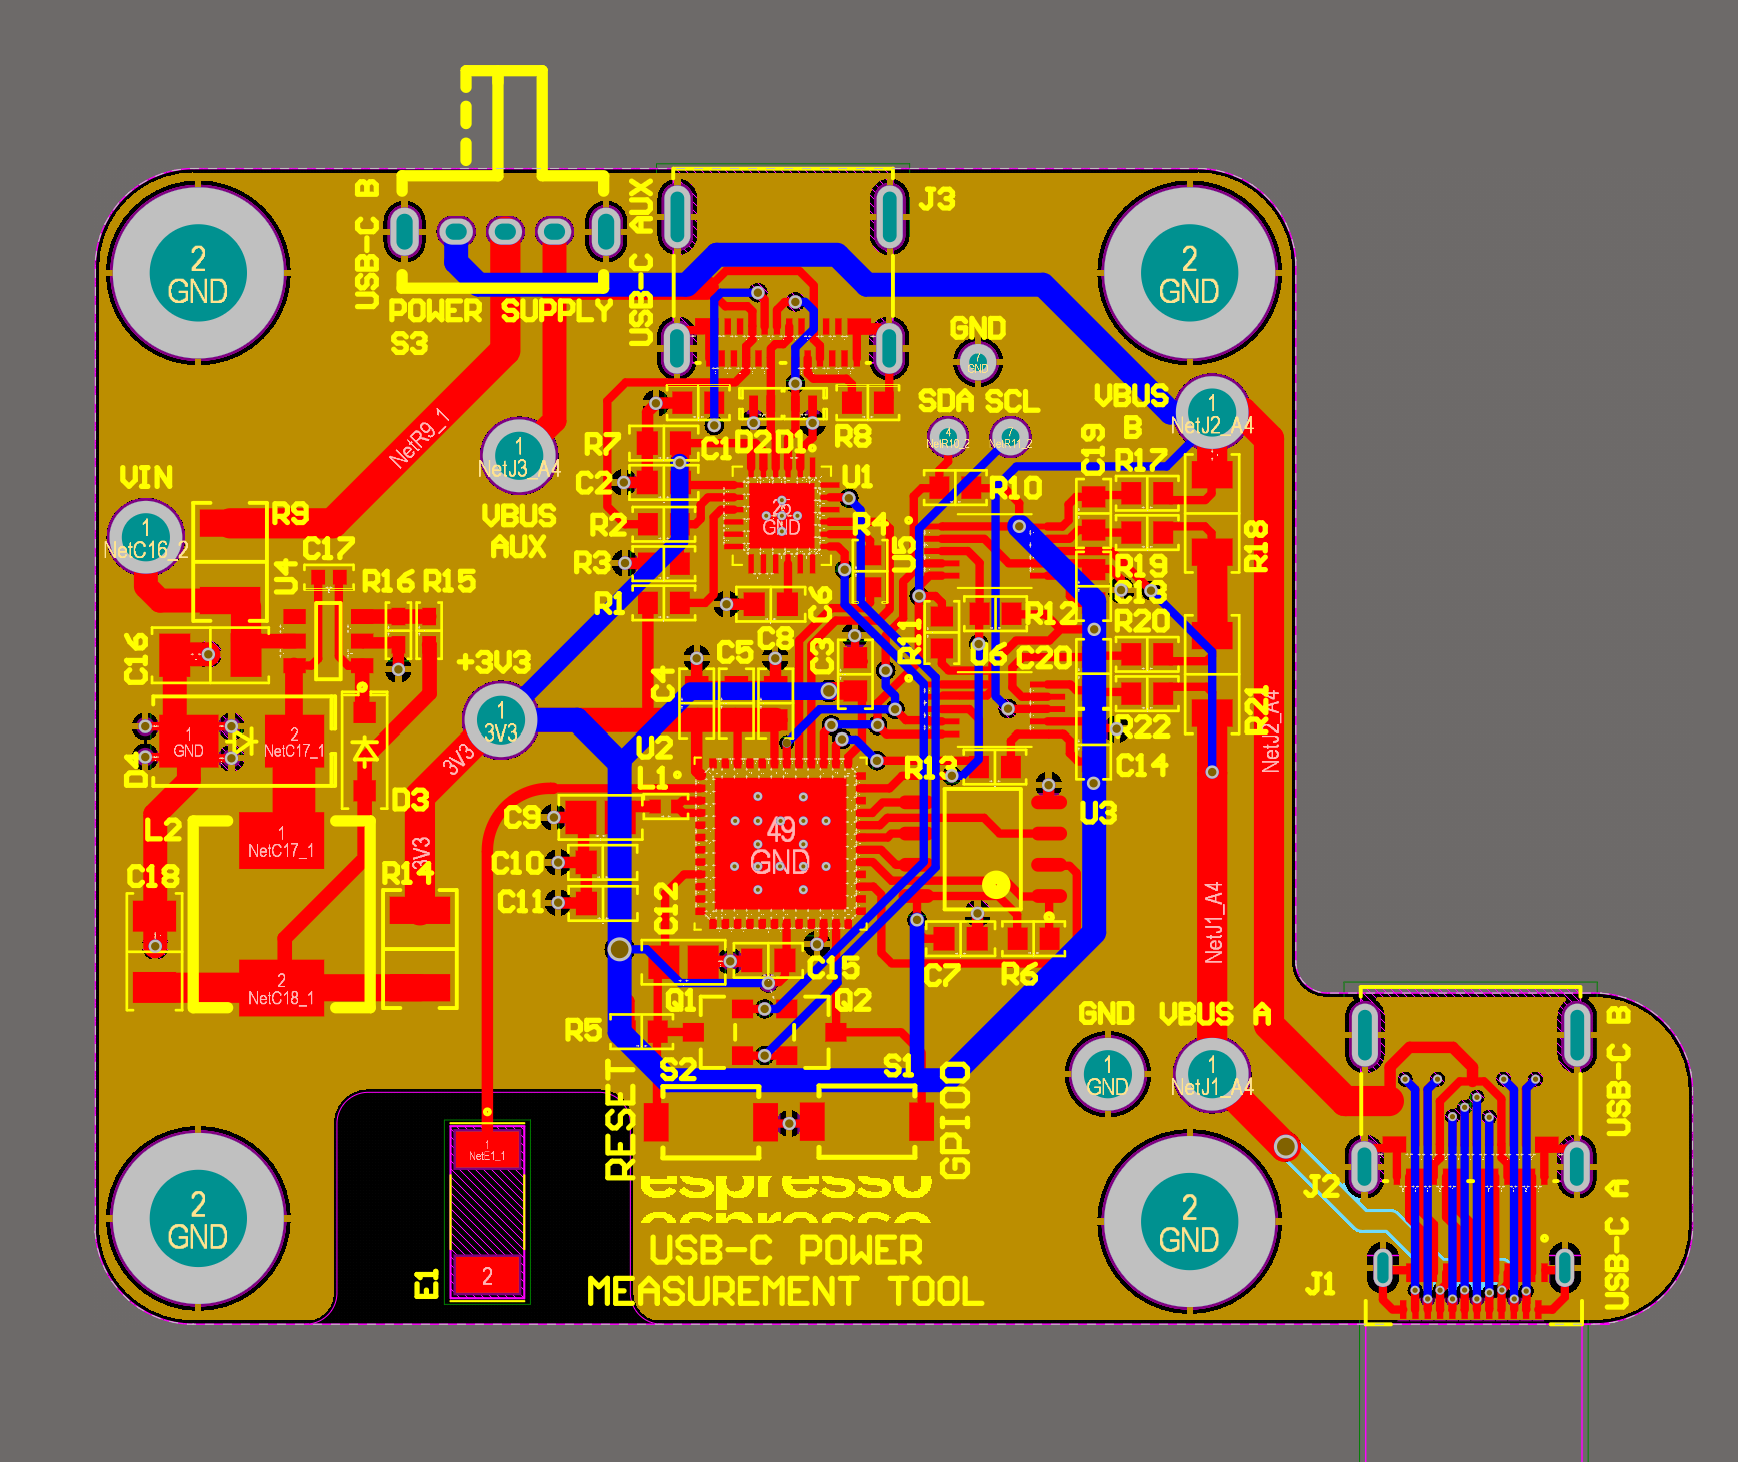 USB-C B
USB-C AUX
J3
2
GND
2
GND
POWER SUPPLY
S3
GND
SDA SCL
VBUS
B
1
NetJ2_A4
NetR9_1
1
NetJ3_A4
VBUS
AUX
R7
C1
D2
D1
R8
U1
C2
R2
R3
R1
R4
U5
R10
C19
R17
R18
R19
C13
VIN
1
NetC16_2
R9
U4
C17
R16
R15
C16
+3V3
1
3V3
25
GND
C6
C8
C5
C4
C3
R11
R12
U6
C20
R20
R21
R22
C14
D4
1
GND
2
NetC17_1
D3
3V3
3V3
U2
L1
R13
U3
NetJ2_A4
L2
1
NetC17_1
C18
R14
C9
C10
C11
C12
49
GND
C7
R6
NetJ1_A4
2
NetC18_1
C15
Q1
Q2
R5
S2
S1
RESET
GPIO0
GND
VBUS A
1
GND
1
NetJ1_A4
USB-C B
USB-C A
J2
J1
1
NetE1_1
2
E1
2
GND
2
GND
espresso
USB-C POWER
MEASUREMENT TOOL